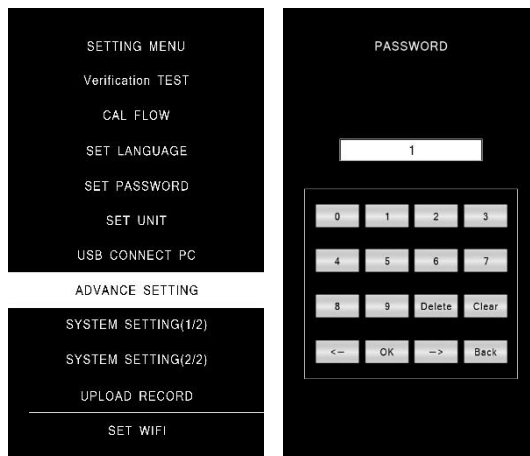 SETTING MENU
Verification TEST
CAL FLOW
SET LANGUAGE
SET PASSWORD
SET UNIT
USB CONNECT PC
ADVANCE SETTING
SYSTEM SETTING(1/2)
SYSTEM SETTING(2/2)
UPLOAD RECORD
SET WIFI
PASSWORD
1
0 1 2 3
4 5 6 7
8 9 Delete Clear
<- OK -> Back